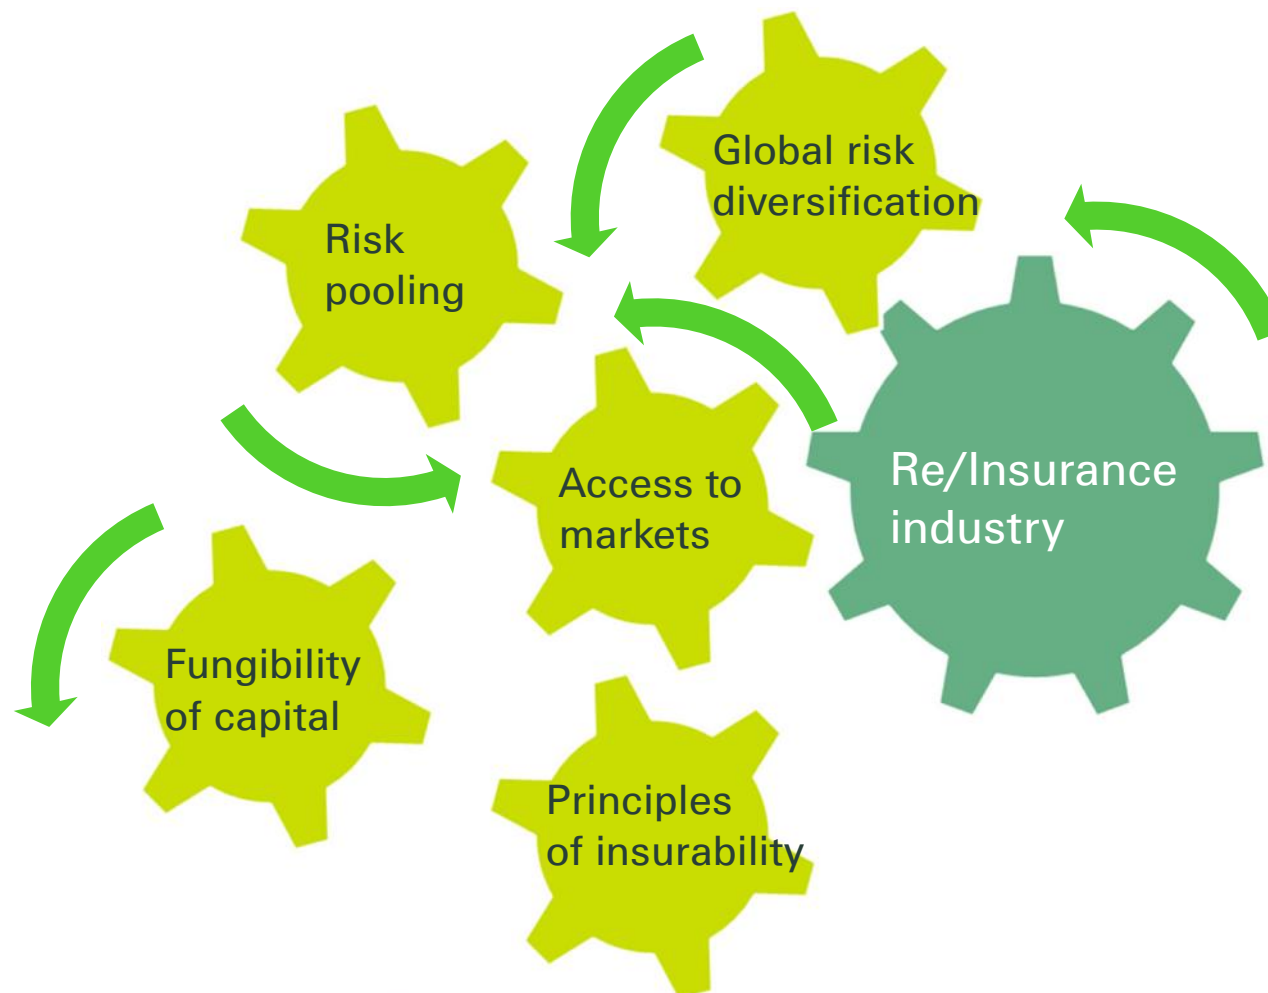 Global risk
diversification
Risk
pooling
Access to
markets
Re/Insurance
industry
Fungibility
of capital
Principles
of insurability